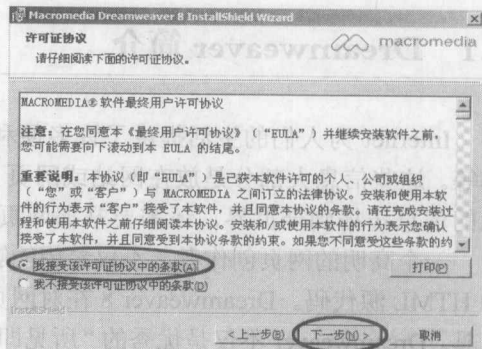 Macromedia Dreamweaver 8 InstallShield Wizard
许可证协议
请仔细阅读下面的许可证协议。
macromedia
MACROMEDIA® 软件最终用户许可协议
注意：在您同意本《最终用户许可协议》（“EULA”）并继续安装软件之前，
您可能需要向下滚动到本 EULA 的结尾。
重要说明：本协议（即“EULA”）是已获本软件许可的个人、公司或组织
（“您”或“客户”）与 MACROMEDIA 之间订立的法律协议。安装和使用本软
件的行为表示“客户”接受了本软件，并且同意本协议的条款。请在完成安装过
程和使用本软件之前仔细阅读本协议。安装和/或使用本软件的行为表示您确认
接受了本软件，并且同意受到本协议条款的约束。如果您不同意受这些条款的约
我接受该许可证协议中的条款(A)
打印(P)
我不接受该许可证协议中的条款(D)
InstallShield
<上一步(B)
下一步(N) >
取消